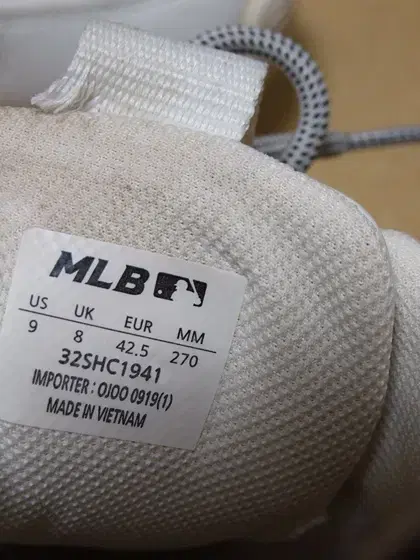 MLB
US UK EUR MM
9 8 42.5 270
32SHC1941
IMPORTER : OJOO 0919(1)
MADE IN VIETNAM